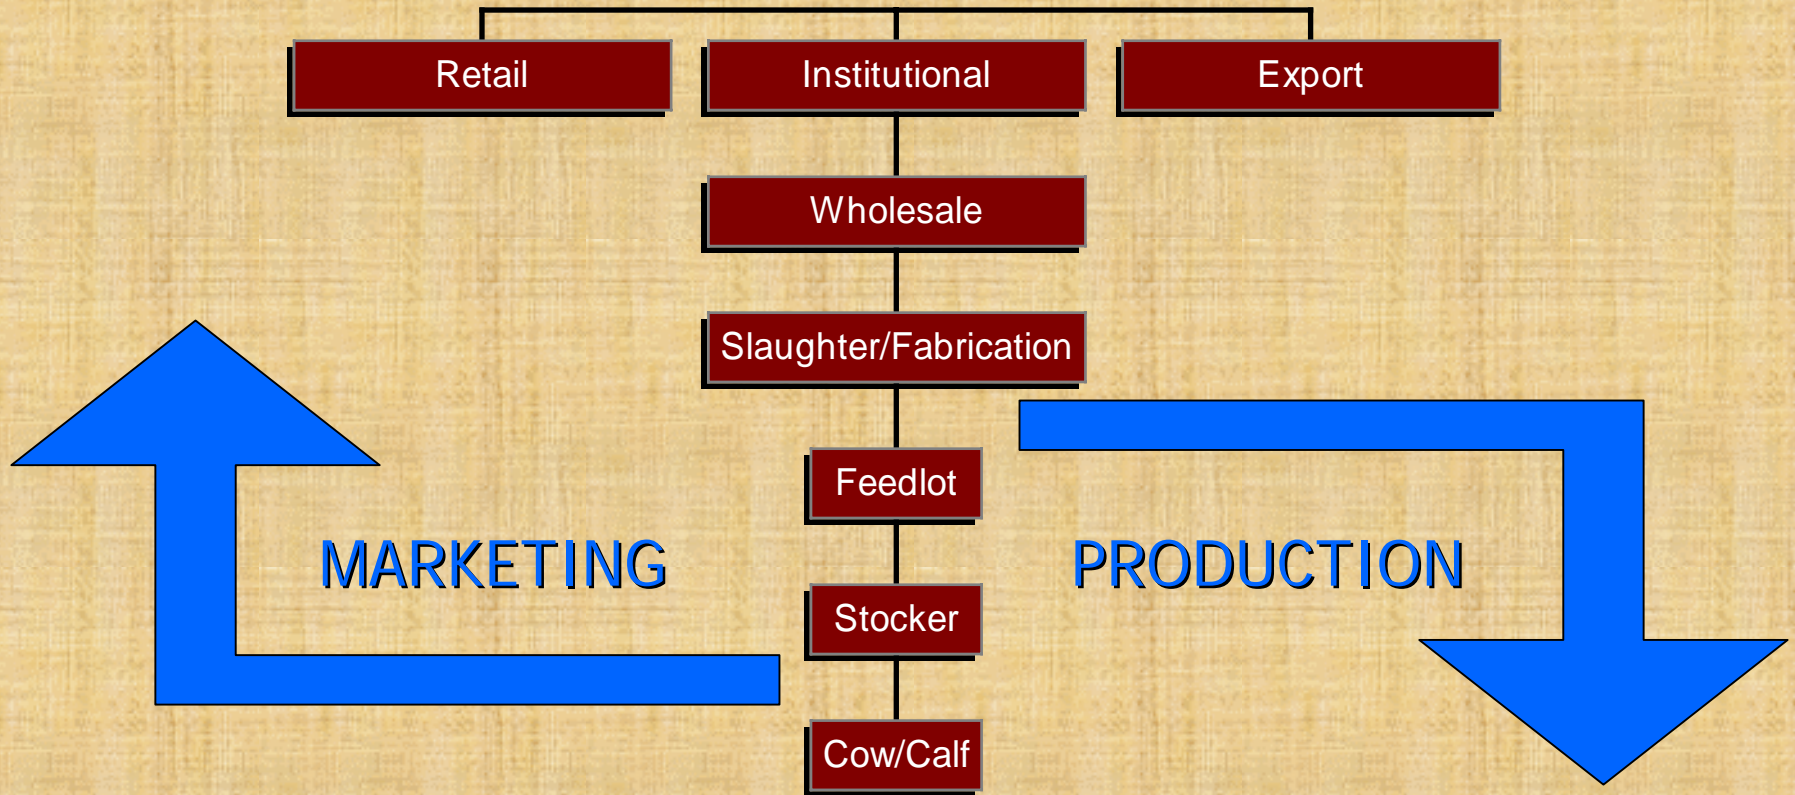 Retail
Institutional
Export
Wholesale
Slaughter/Fabrication
Feedlot
MARKETING
PRODUCTION
Stocker
Cow/Calf